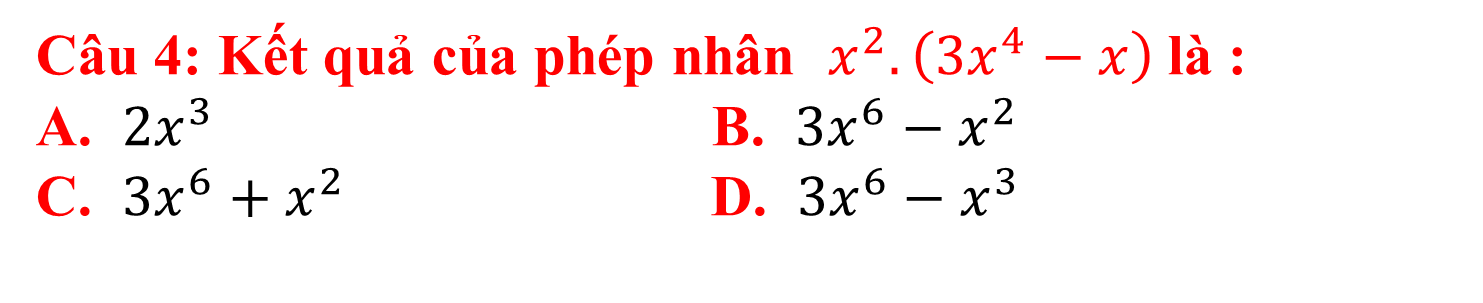 Câu 4: Kết quả của phép nhân x². (3x⁴ − x) là :
A. 2x³ B. 3x⁶ − x²
C. 3x⁶ + x² D. 3x⁶ − x³